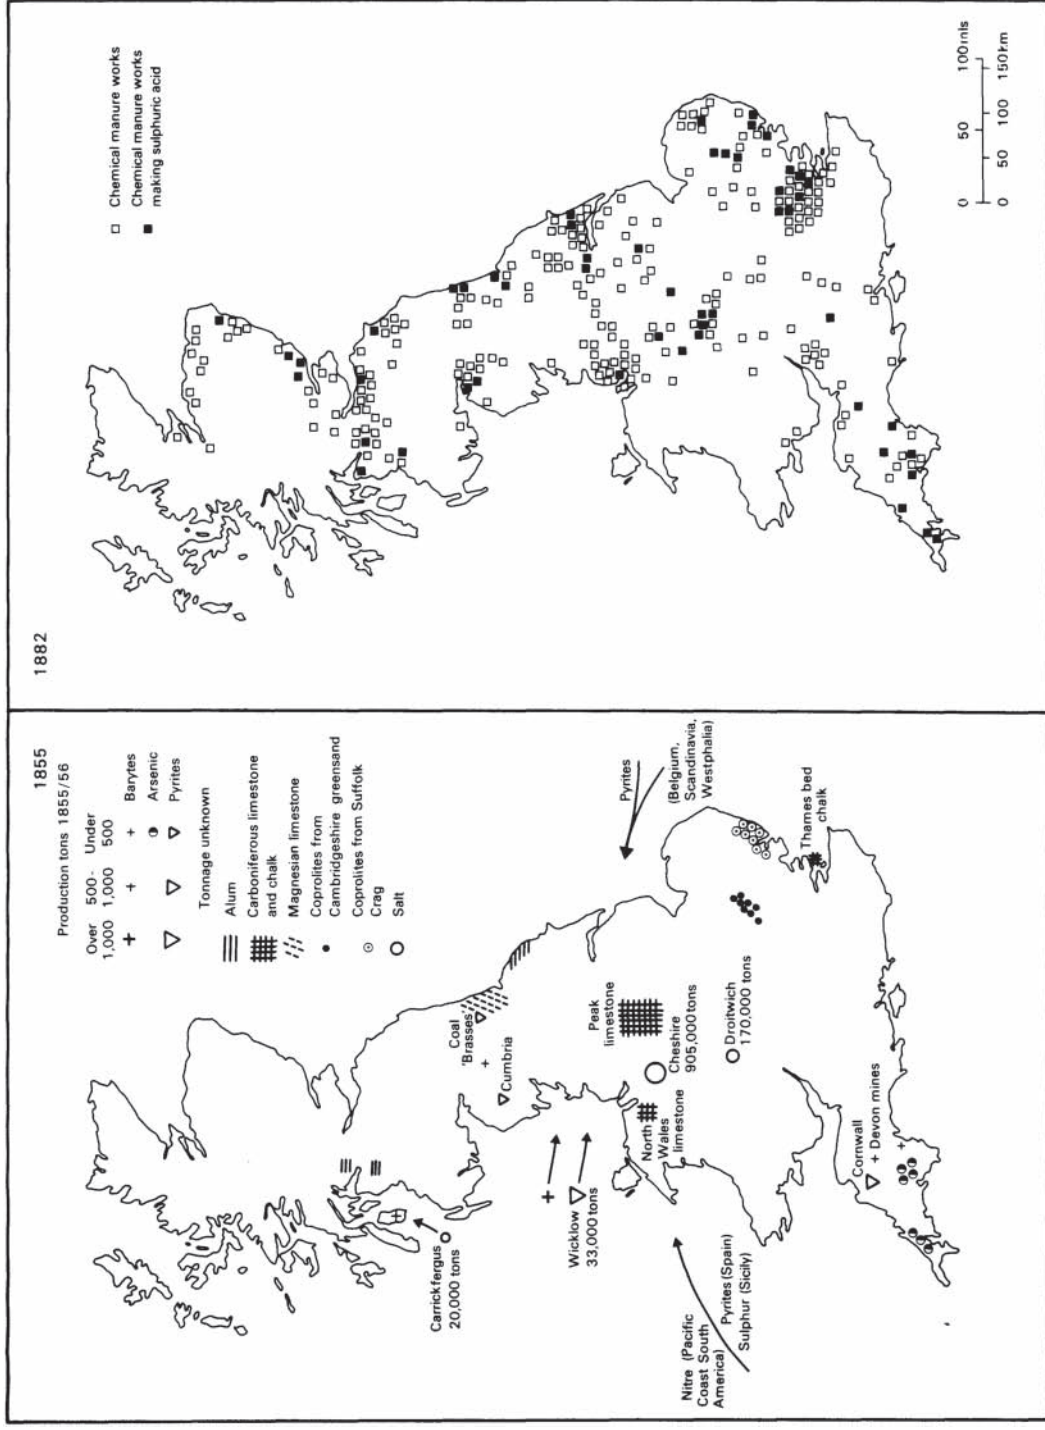 1855
Production tons 1855/56
Over 500- Under
1,000 1,000 500
Barytes
Arsenic
Pyrites
Tonnage unknown
Alum
Carboniferous limestone
and chalk
Magnesian limestone
Coprolites from
Cambridgeshire greensand
Coprolites from Suffolk
Crag
Salt
Carrickfergus
20,000 tons
Coal
'Brasses'
Cumbria
Wicklow
33,000 tons
Peak
limestone
North
Wales
limestone
Cheshire
905,000 tons
Droitwich
170,000 tons
Pyrites
(Belgium,
Scandinavia,
Westphalia)
Thames bed
chalk
Nitre (Pacific
Coast South
America)
Pyrites (Spain)
Sulphur (Sicily)
Cornwall
+ Devon mines
1882
Chemical manure works
Chemical manure works
making sulphuric acid
0 50 100mls
0 50 100 150km